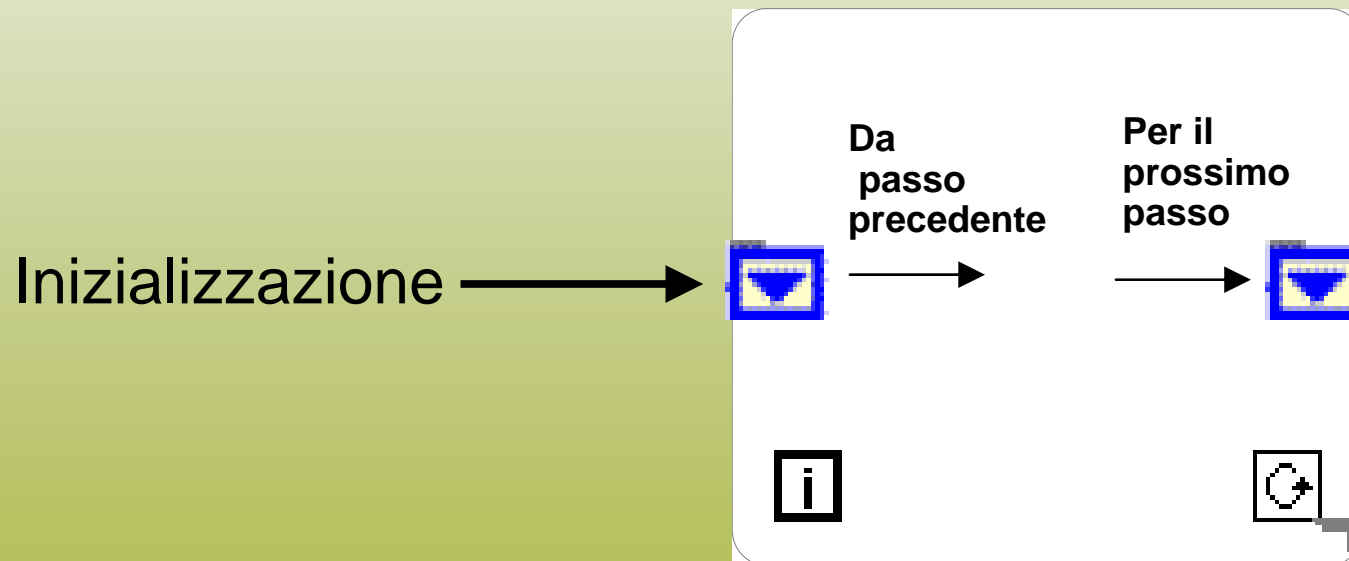 Da
passo
precedente
Per il
prossimo
passo
Inizializzazione
i